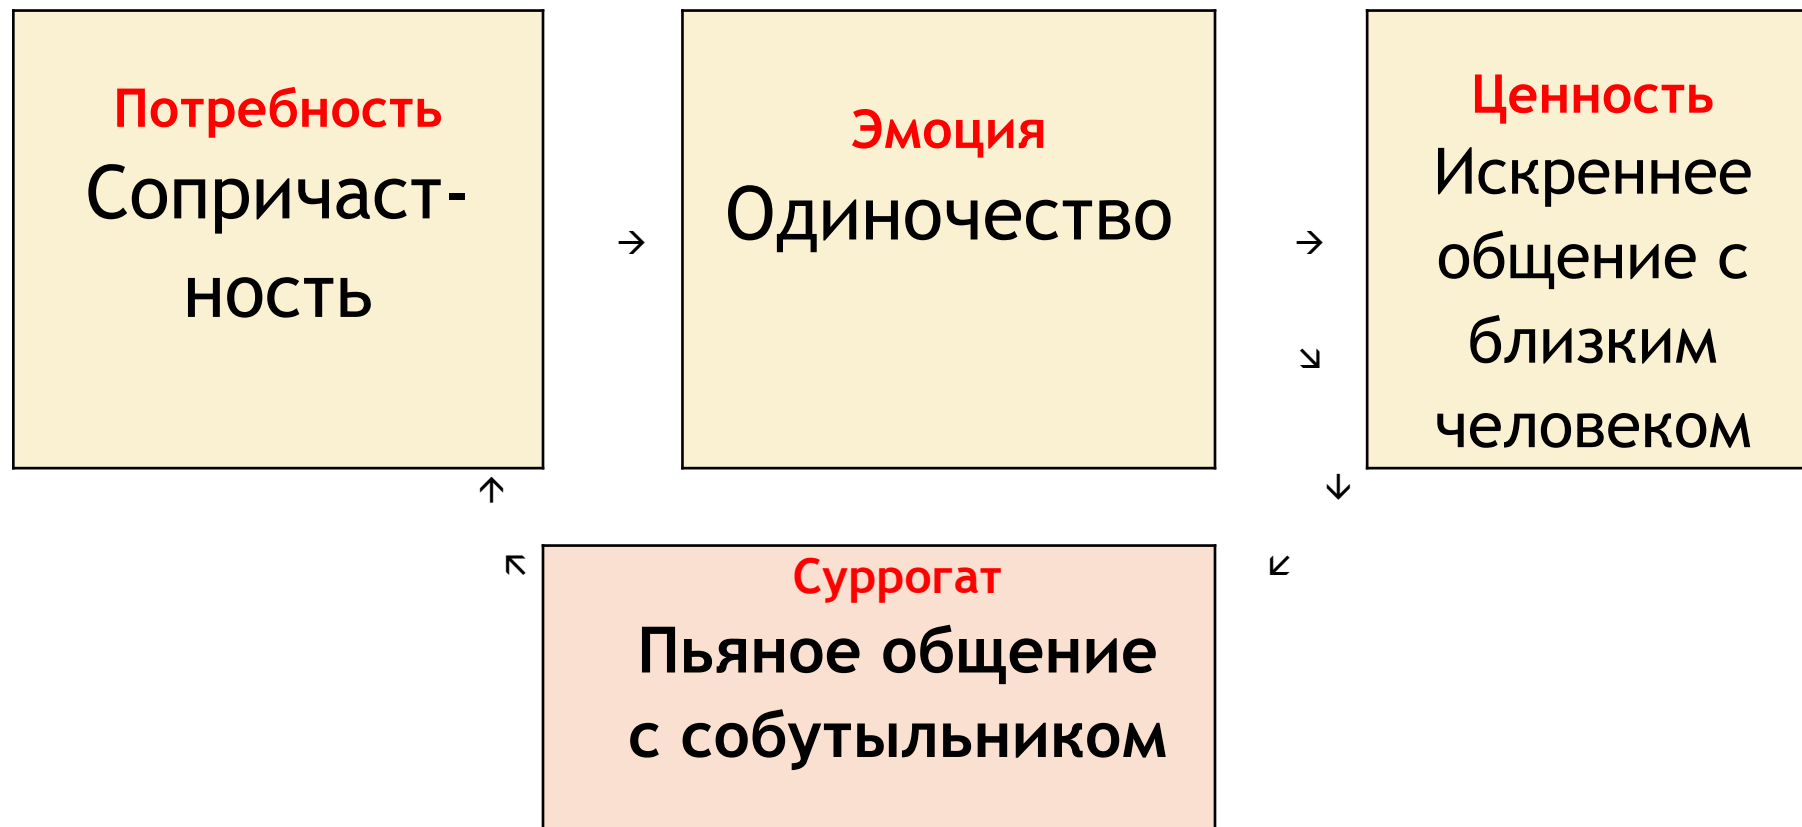 Потребность
Сопричаст-
ность
→
Эмоция
Одиночество
→
↘
Ценность
Искреннее
общение с
близким
человеком
↑
↓
↖
↙
Суррогат
Пьяное общение
с собутыльником